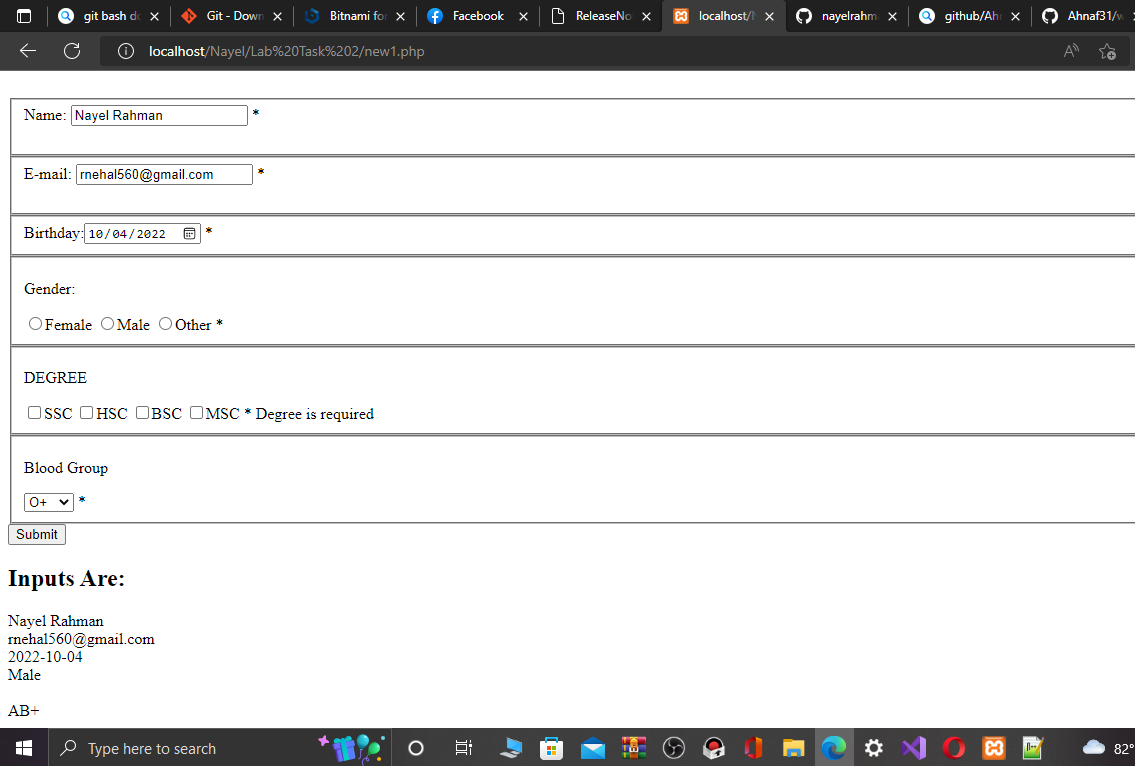 git bash do
Git - Down
Bitnami for
Facebook
ReleaseNo
localhost/
nayelrahm
github/Ah
Ahnaf31/w
localhost/Nayel/Lab%20Task%202/new1.php
Name: Nayel Rahman *
E-mail: rnehal560@gmail.com *
Birthday: 10/04/2022 *
Gender:
Female Male Other *
DEGREE
SSC HSC BSC MSC * Degree is required
Blood Group
O+ *
Submit
Inputs Are:
Nayel Rahman
rnehal560@gmail.com
2022-10-04
Male
AB+
Type here to search
82°